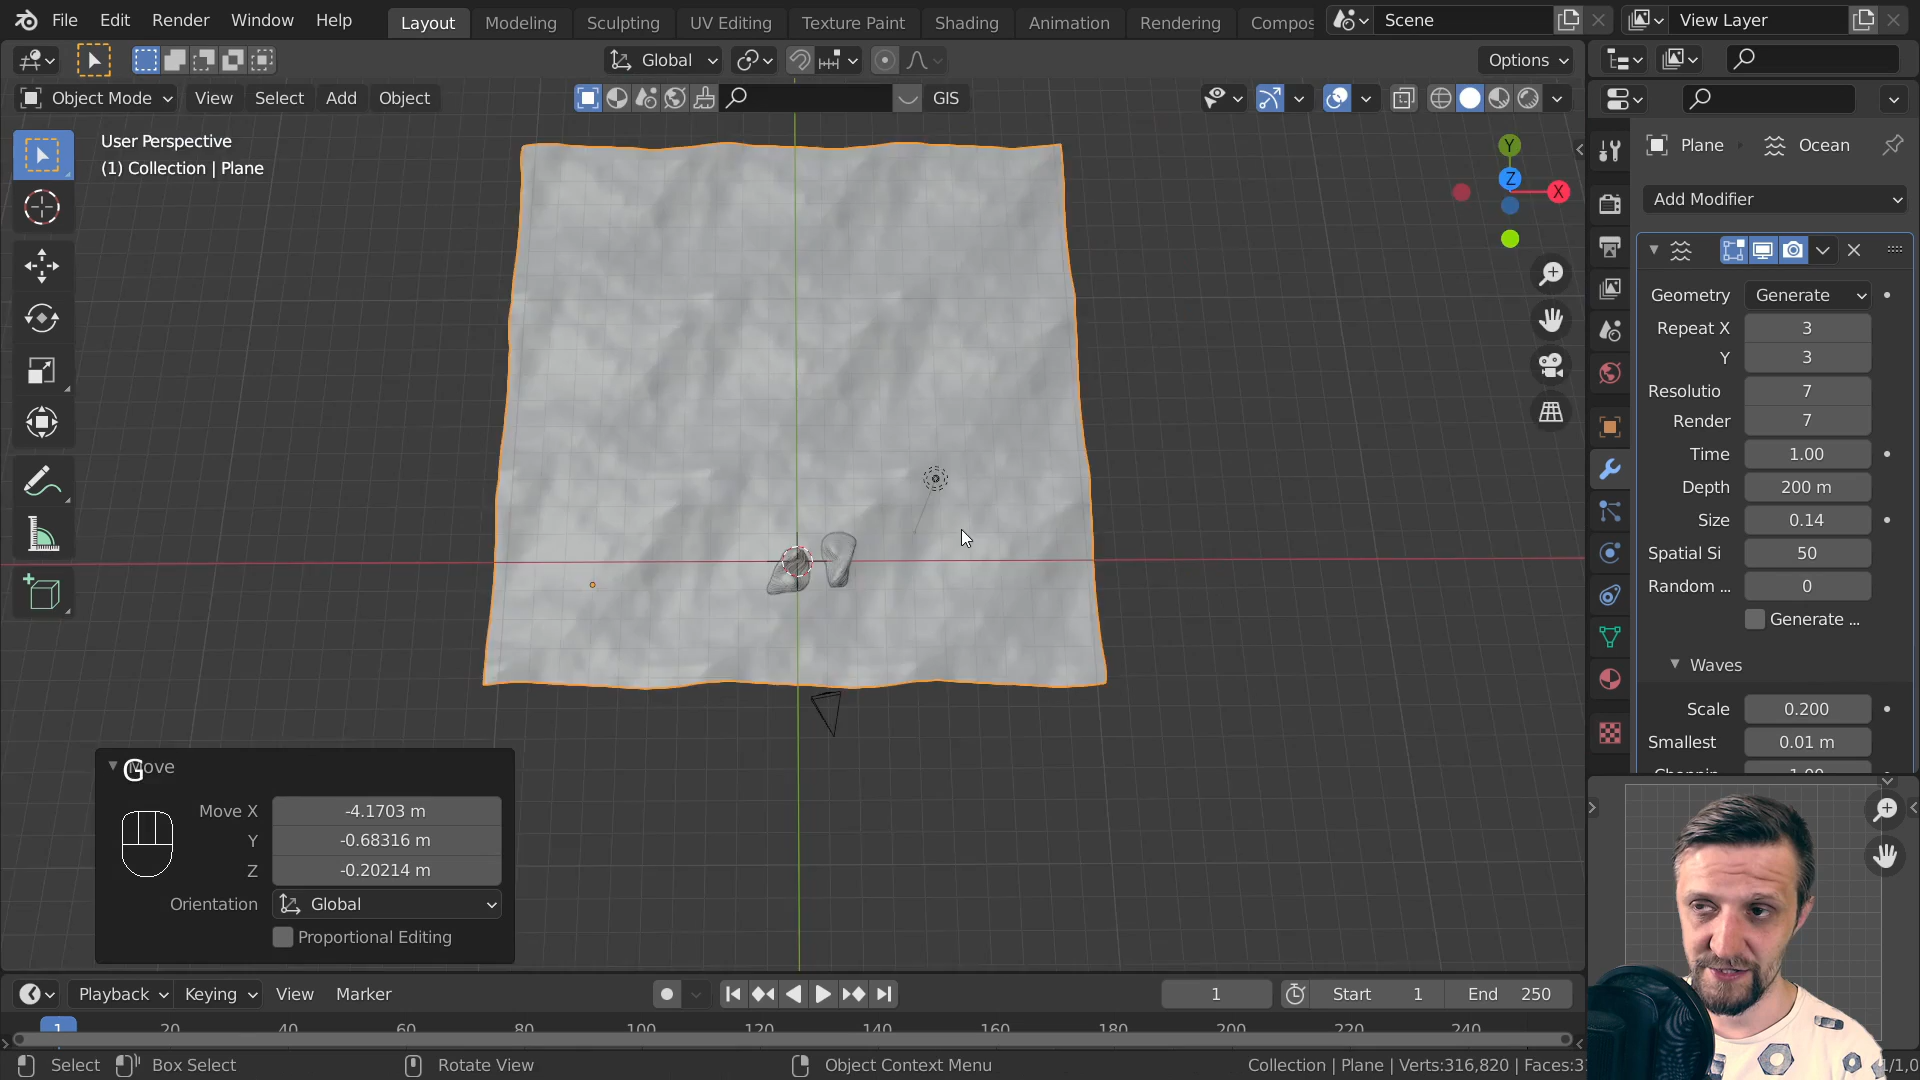 File Edit Render Window Help
Layout Modeling Sculpting UV Editing Texture Paint Shading Animation Rendering Compos
Scene
View Layer
Global
Options
Object Mode View Select Add Object
GIS
User Perspective
(1) Collection | Plane
Y
Z
X
Plane
Ocean
Add Modifier
Geometry Generate
Repeat X 3
Y 3
Resolutio 7
Render 7
Time 1.00
Depth 200 m
Size 0.14
Spatial Si 50
Random ... 0
Generate ...
Waves
Scale 0.200
Smallest 0.01 m
G
Move X -4.1703 m
Y -0.68316 m
Z -0.20214 m
Orientation Global
Proportional Editing
Playback Keying View Marker
1
Start 1
End 250
1 20 40 60 80 100 120 140 160 180 200 220 240
Select Box Select Rotate View Object Context Menu
Collection | Plane | Verts:316,820 | Faces:3